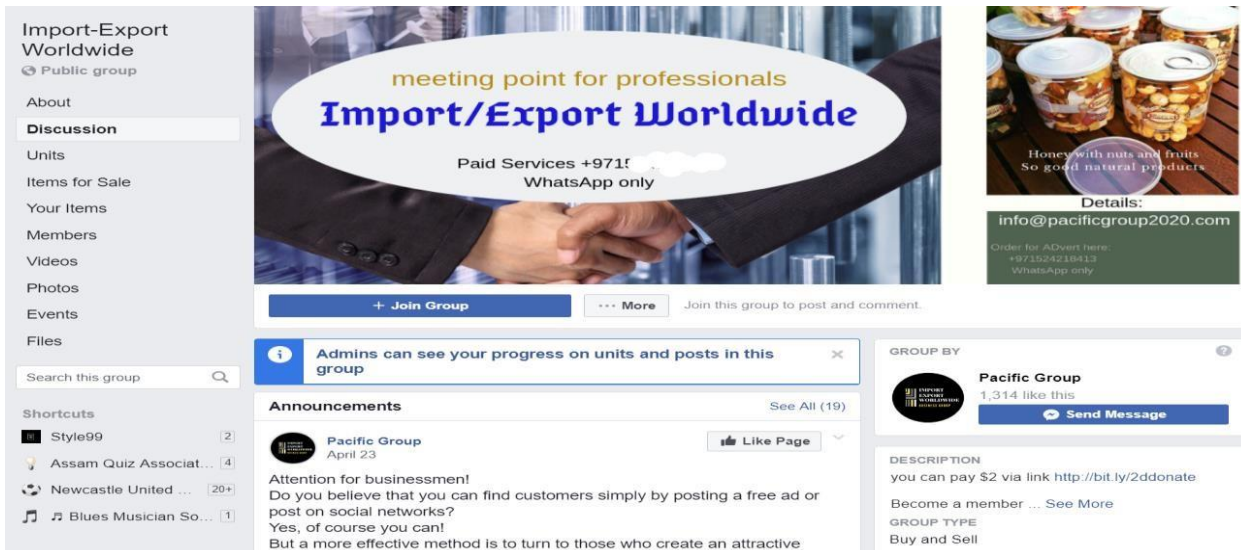 Import-Export
Worldwide
Public group
About
Discussion
Units
Items for Sale
Your Items
Members
Videos
Photos
Events
Files
Search this group
Shortcuts
Style99 2
Assam Quiz Associat... 4
Newcastle United ... 20+
♫ Blues Musician So... 1
meeting point for professionals
Import/Export Worldwide
Paid Services +9715
WhatsApp only
Honey with nuts and fruits
So good natural products
Details:
info@pacificgroup2020.com
Order for ADvert here:
+971524218413
WhatsApp only
+ Join Group
... More
Join this group to post and comment.
Admins can see your progress on units and posts in this
group
Announcements
See All (19)
Pacific Group
April 23
Like Page
Attention for businessmen!
Do you believe that you can find customers simply by posting a free ad or
post on social networks?
Yes, of course you can!
But a more effective method is to turn to those who create an attractive
GROUP BY
IMPORT
EXPORT
WORLDWIDE
Pacific Group
1,314 like this
Send Message
DESCRIPTION
you can pay $2 via link http://bit.ly/2ddonate
Become a member ... See More
GROUP TYPE
Buy and Sell